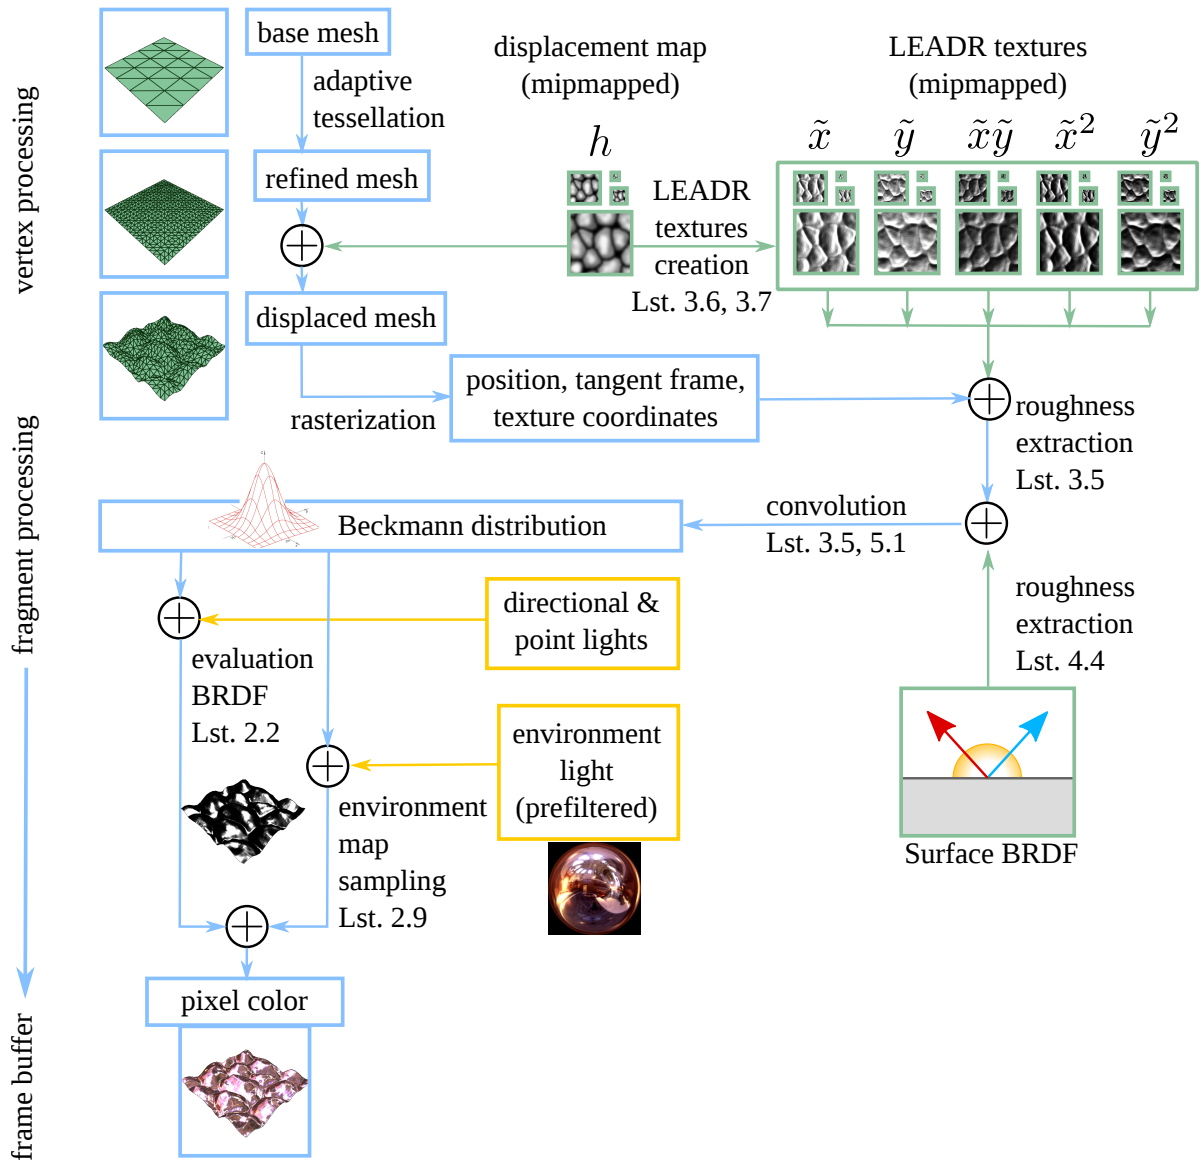 vertex processing
fragment processing
frame buffer
base mesh
adaptive
tessellation
refined mesh
displaced mesh
rasterization
displacement map
(mipmapped)
h
LEADR
textures
creation
Lst. 3.6, 3.7
LEADR textures
(mipmapped)
x̃ ỹ x̃ỹ x̃² ỹ²
position, tangent frame,
texture coordinates
roughness
extraction
Lst. 3.5
convolution
Lst. 3.5, 5.1
Beckmann distribution
roughness
extraction
Lst. 4.4
Surface BRDF
directional &
point lights
evaluation
BRDF
Lst. 2.2
environment
light
(prefiltered)
environment
map
sampling
Lst. 2.9
pixel color